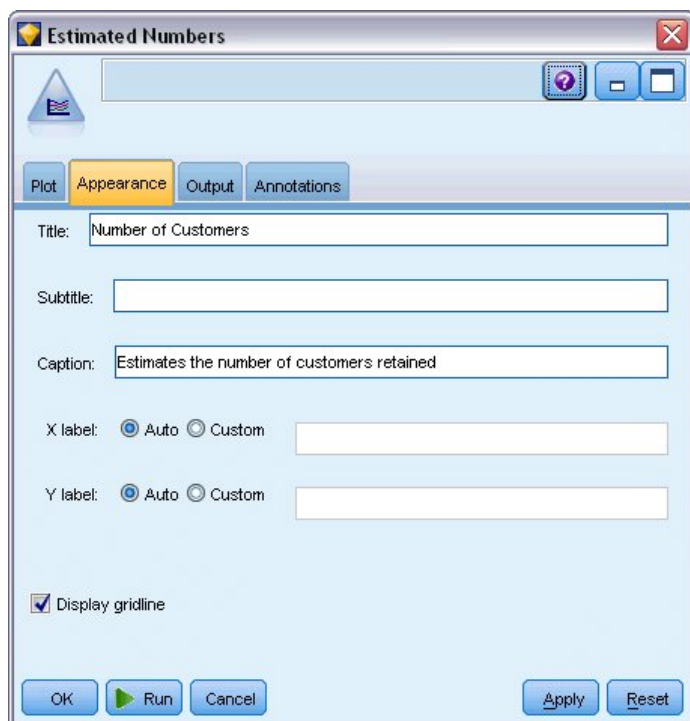 Estimated Numbers
?
Plot Appearance Output Annotations
Title: Number of Customers
Subtitle:
Caption: Estimates the number of customers retained
X label: Auto Custom
Y label: Auto Custom
Display gridline
OK Run Cancel Apply Reset